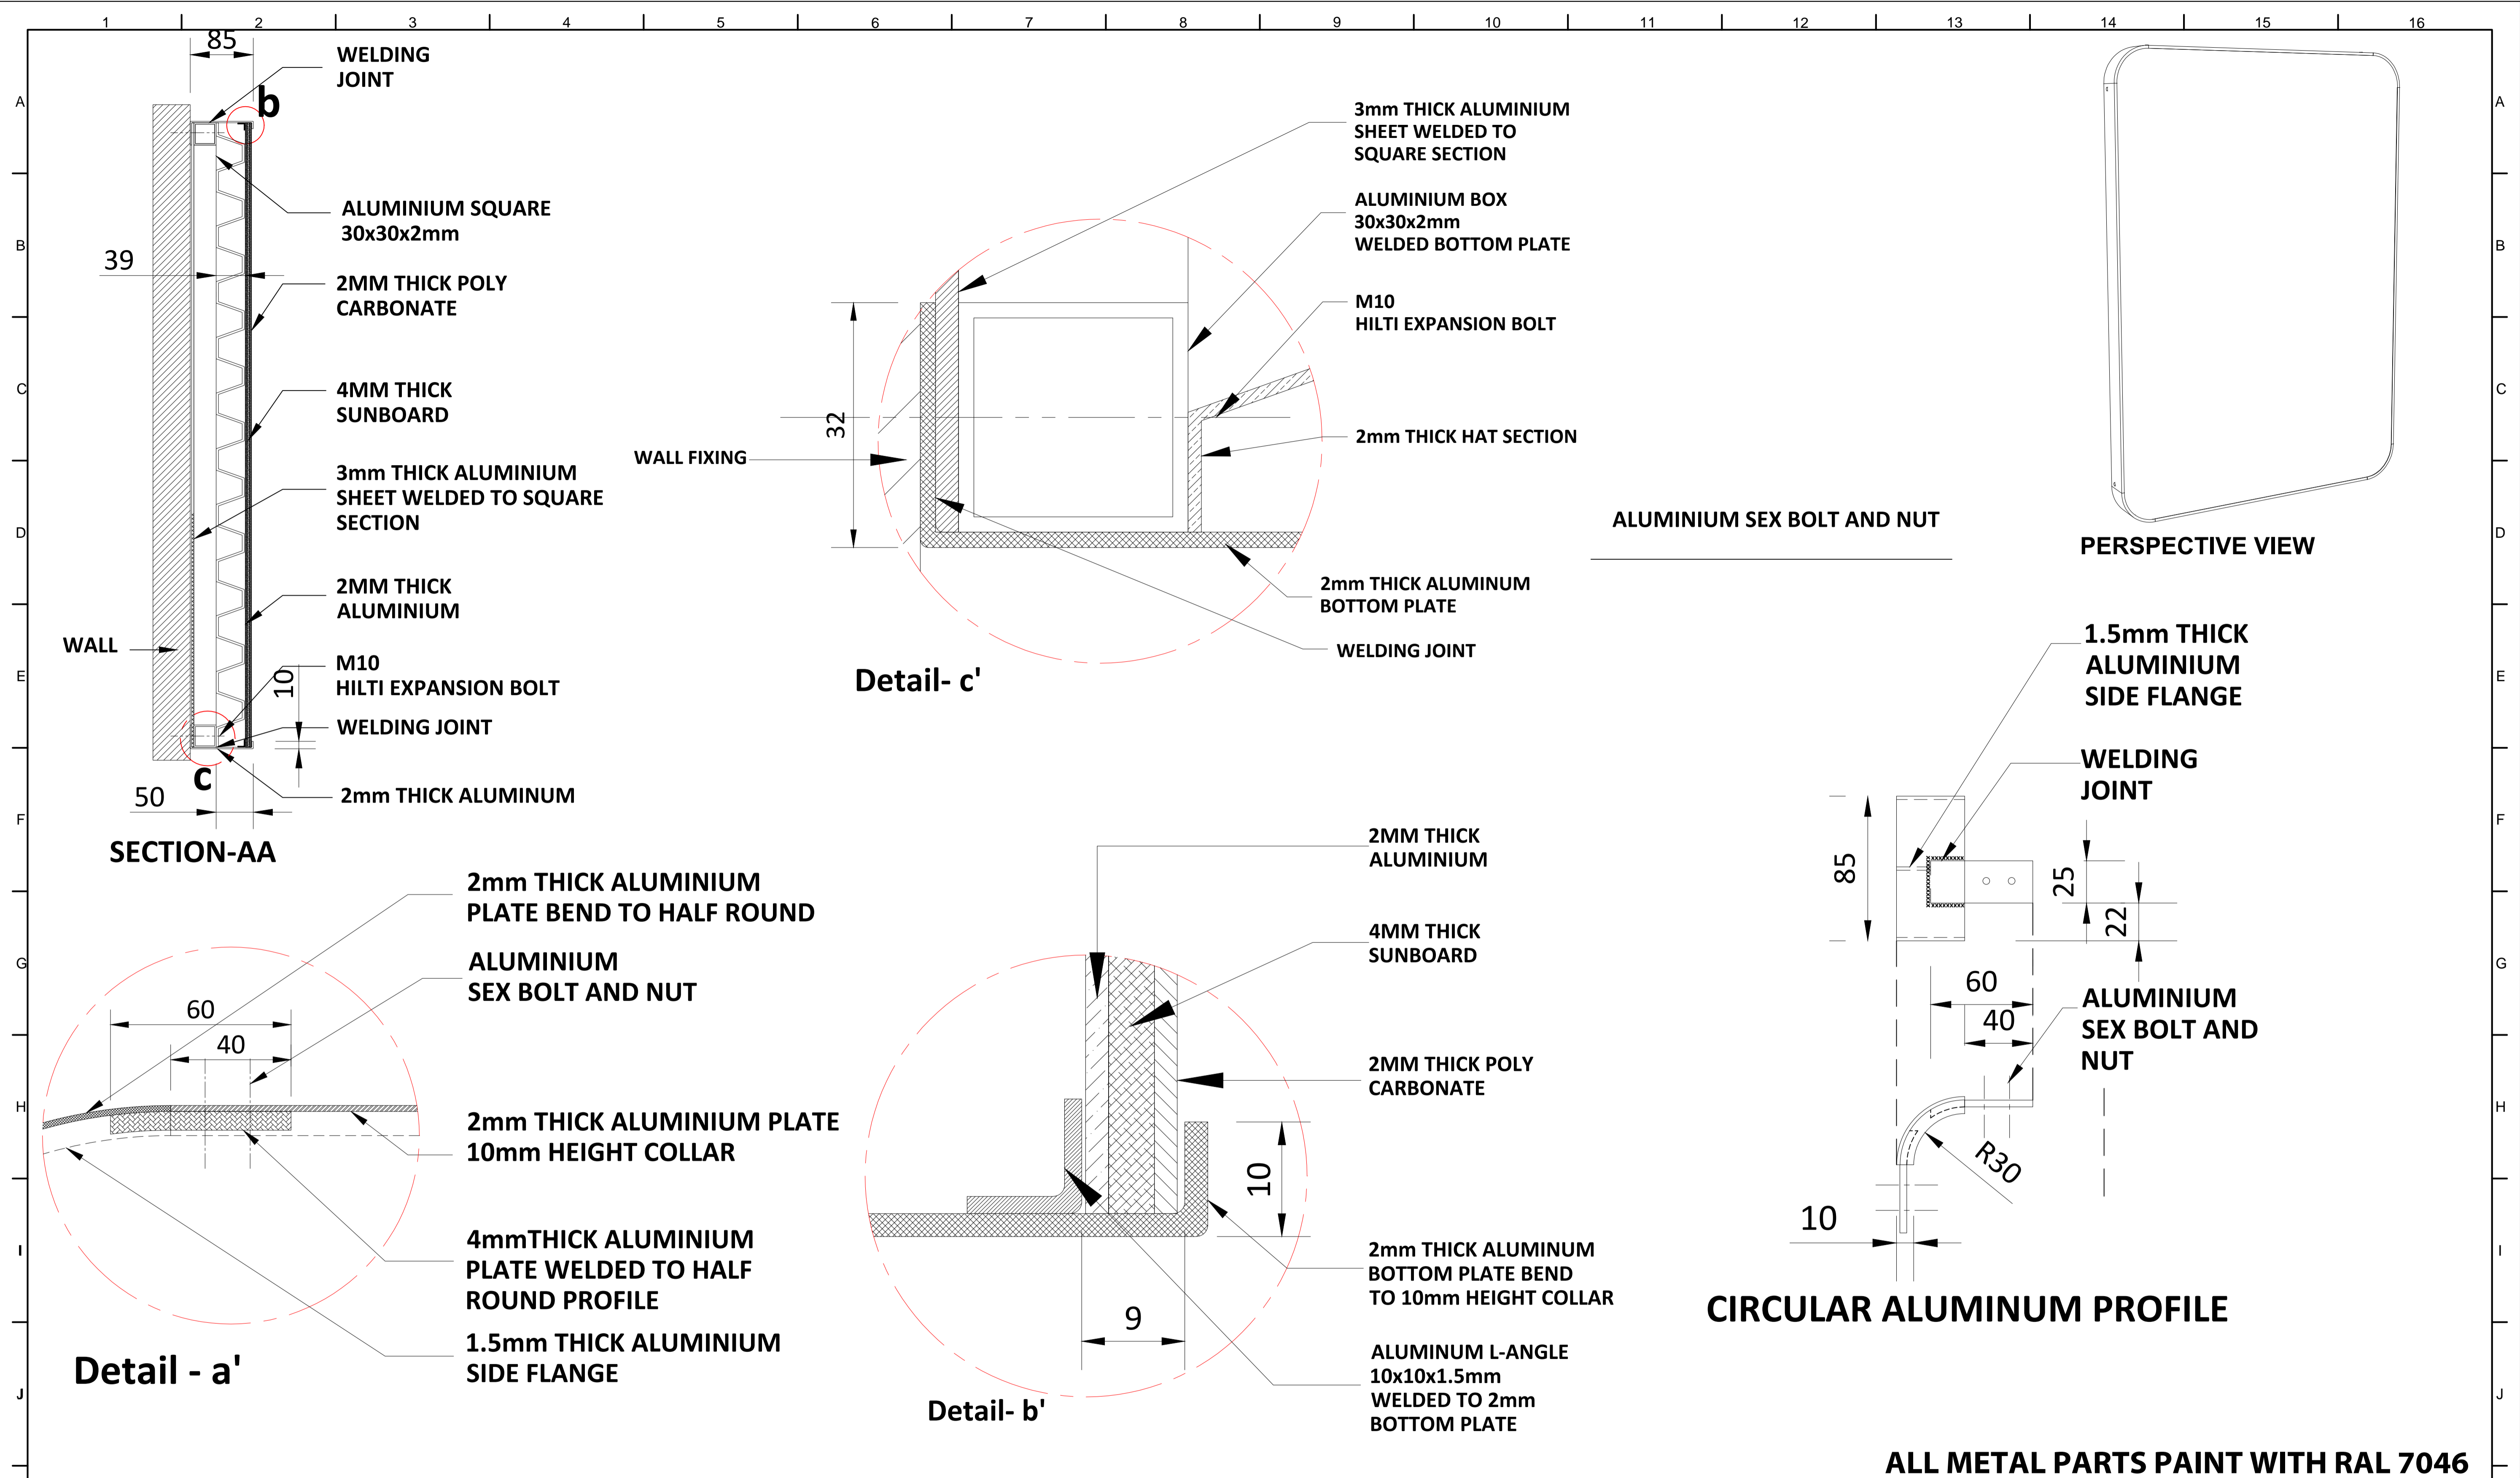 1 2 3 4 5 6 7 8 9 10 11 12 13 14 15 16
A
B
C
D
E
F
G
H
I
J
85
WELDING
JOINT
b
ALUMINIUM SQUARE
30x30x2mm
39
2MM THICK POLY
CARBONATE
4MM THICK
SUNBOARD
3mm THICK ALUMINIUM
SHEET WELDED TO SQUARE
SECTION
2MM THICK
ALUMINIUM
WALL
M10
HILTI EXPANSION BOLT
10
WELDING JOINT
c
2mm THICK ALUMINUM
50
SECTION-AA
3mm THICK ALUMINIUM
SHEET WELDED TO
SQUARE SECTION
ALUMINIUM BOX
30x30x2mm
WELDED BOTTOM PLATE
M10
HILTI EXPANSION BOLT
32
2mm THICK HAT SECTION
WALL FIXING
2mm THICK ALUMINUM
BOTTOM PLATE
WELDING JOINT
Detail- c'
ALUMINIUM SEX BOLT AND NUT
PERSPECTIVE VIEW
2mm THICK ALUMINIUM
PLATE BEND TO HALF ROUND
ALUMINIUM
SEX BOLT AND NUT
60
40
2mm THICK ALUMINIUM PLATE
10mm HEIGHT COLLAR
4mmTHICK ALUMINIUM
PLATE WELDED TO HALF
ROUND PROFILE
1.5mm THICK ALUMINIUM
SIDE FLANGE
Detail - a'
2MM THICK
ALUMINIUM
4MM THICK
SUNBOARD
2MM THICK POLY
CARBONATE
10
2mm THICK ALUMINUM
BOTTOM PLATE BEND
TO 10mm HEIGHT COLLAR
9
ALUMINUM L-ANGLE
10x10x1.5mm
WELDED TO 2mm
BOTTOM PLATE
Detail- b'
1.5mm THICK
ALUMINIUM
SIDE FLANGE
WELDING
JOINT
85
25
22
60
40
ALUMINIUM
SEX BOLT AND
NUT
R30
10
CIRCULAR ALUMINUM PROFILE
ALL METAL PARTS PAINT WITH RAL 7046
A
B
C
D
E
F
G
H
I
J